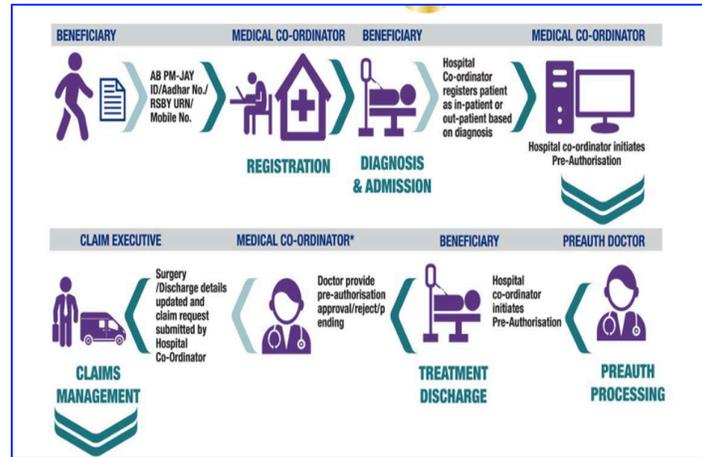 BENEFICIARY
MEDICAL CO-ORDINATOR
BENEFICIARY
MEDICAL CO-ORDINATOR
AB PM-JAY
ID/Aadhar No./
RSBY URN/
Mobile No.
REGISTRATION
DIAGNOSIS
& ADMISSION
Hospital
Co-ordinator
registers patient
as in-patient or
out-patient based
on diagnosis
Hospital co-ordinator initiates
Pre-Authorisation
CLAIM EXECUTIVE
MEDICAL CO-ORDINATOR*
BENEFICIARY
PREAUTH DOCTOR
CLAIMS
MANAGEMENT
Surgery
/Discharge details
updated and
claim request
submitted by
Hospital
Co-Ordinator
Doctor provide
pre-authorisation
approval/reject/p
ending
TREATMENT
DISCHARGE
Hospital
co-ordinator
initiates
Pre-Authorisation
PREAUTH
PROCESSING